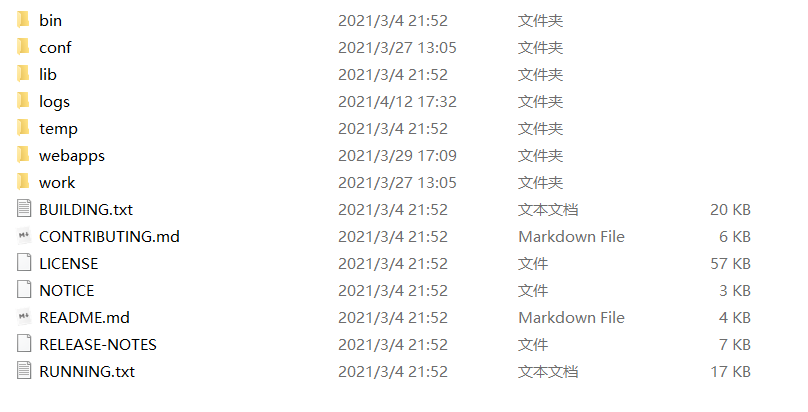 bin 2021/3/4 21:52 文件夹
conf 2021/3/27 13:05 文件夹
lib 2021/3/4 21:52 文件夹
logs 2021/4/12 17:32 文件夹
temp 2021/3/4 21:52 文件夹
webapps 2021/3/29 17:09 文件夹
work 2021/3/27 13:05 文件夹
BUILDING.txt 2021/3/4 21:52 文本文档 20 KB
CONTRIBUTING.md 2021/3/4 21:52 Markdown File 6 KB
LICENSE 2021/3/4 21:52 文件 57 KB
NOTICE 2021/3/4 21:52 文件 3 KB
README.md 2021/3/4 21:52 Markdown File 4 KB
RELEASE-NOTES 2021/3/4 21:52 文件 7 KB
RUNNING.txt 2021/3/4 21:52 文本文档 17 KB